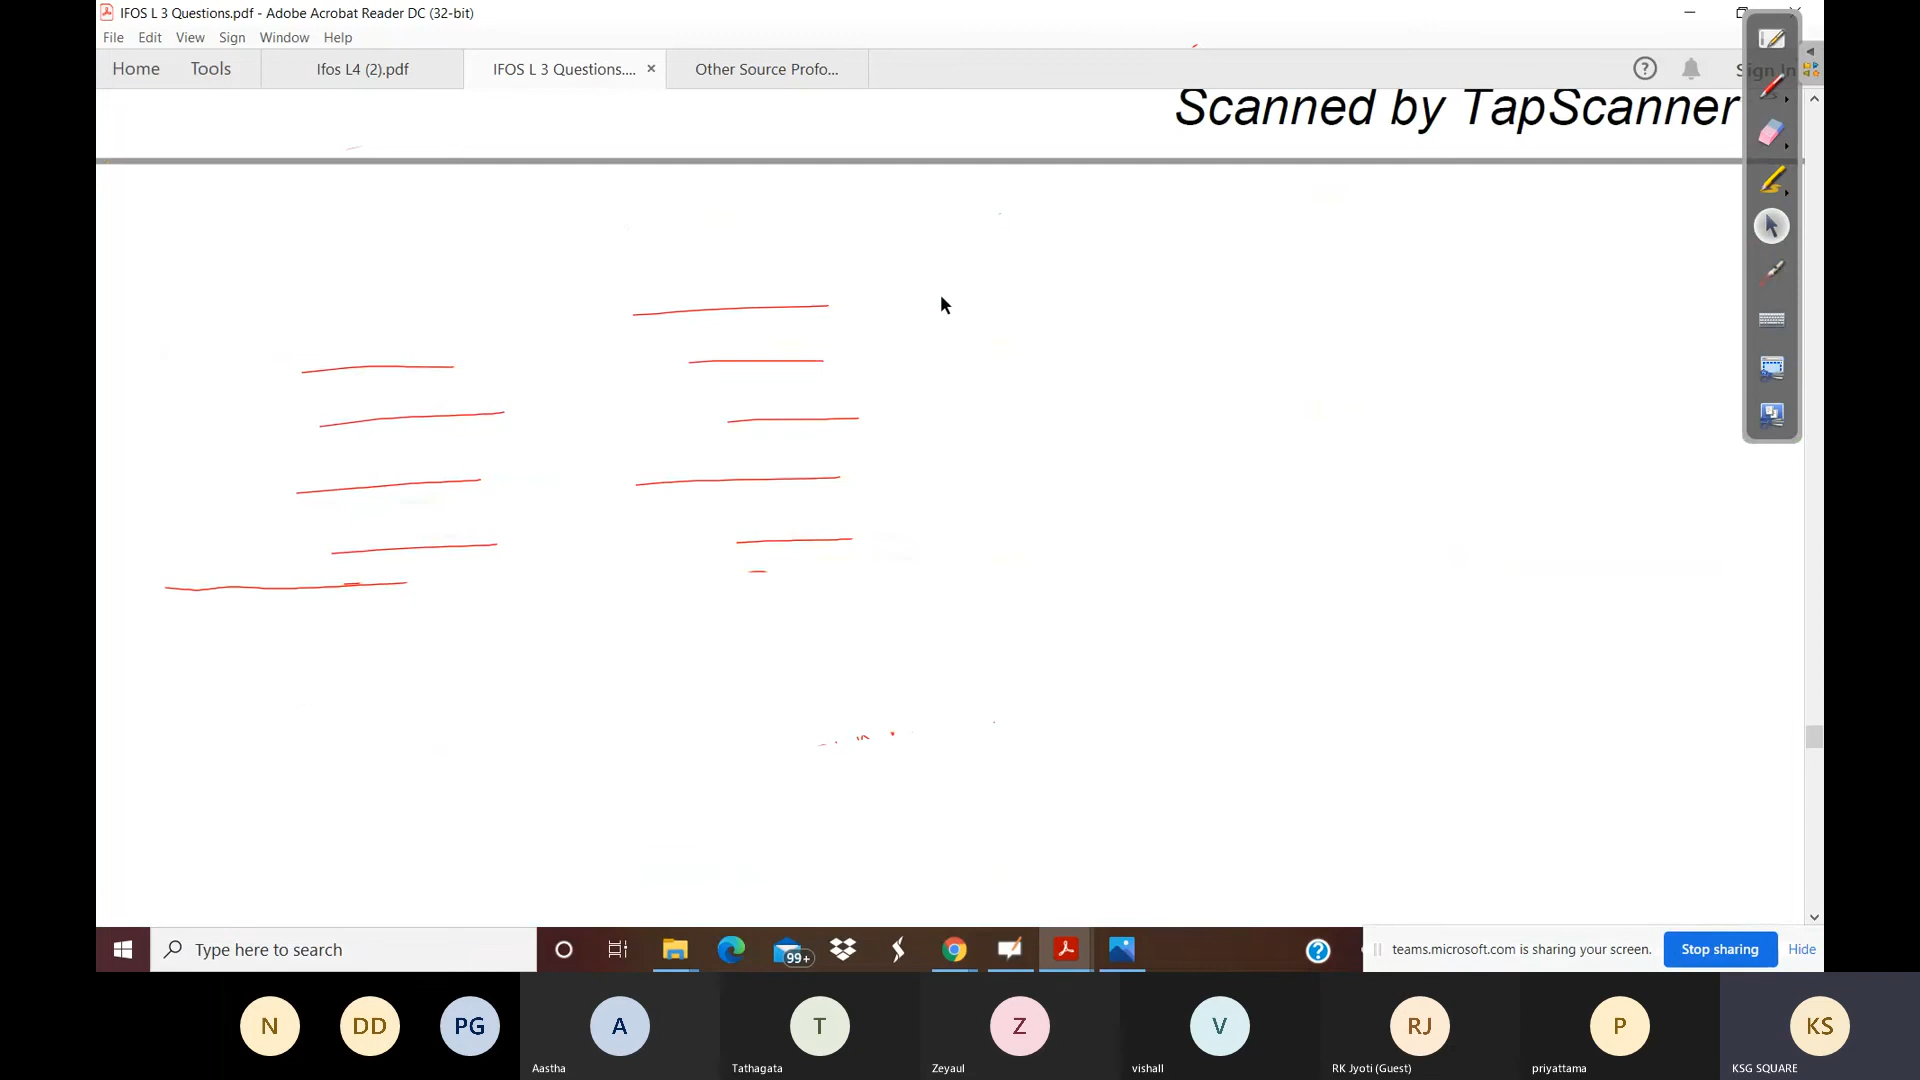 IFOS L 3 Questions.pdf - Adobe Acrobat Reader DC (32-bit)
File Edit View Sign Window Help
Home Tools Ifos L4 (2).pdf IFOS L 3 Questions.... × Other Source Profo... Sign In
Scanned by TapScanner
Type here to search
99+
teams.microsoft.com is sharing your screen. Stop sharing Hide
N DD PG A T Z V RJ P KS
Aastha Tathagata Zeyaul vishall RK Jyoti (Guest) priyattama KSG SQUARE